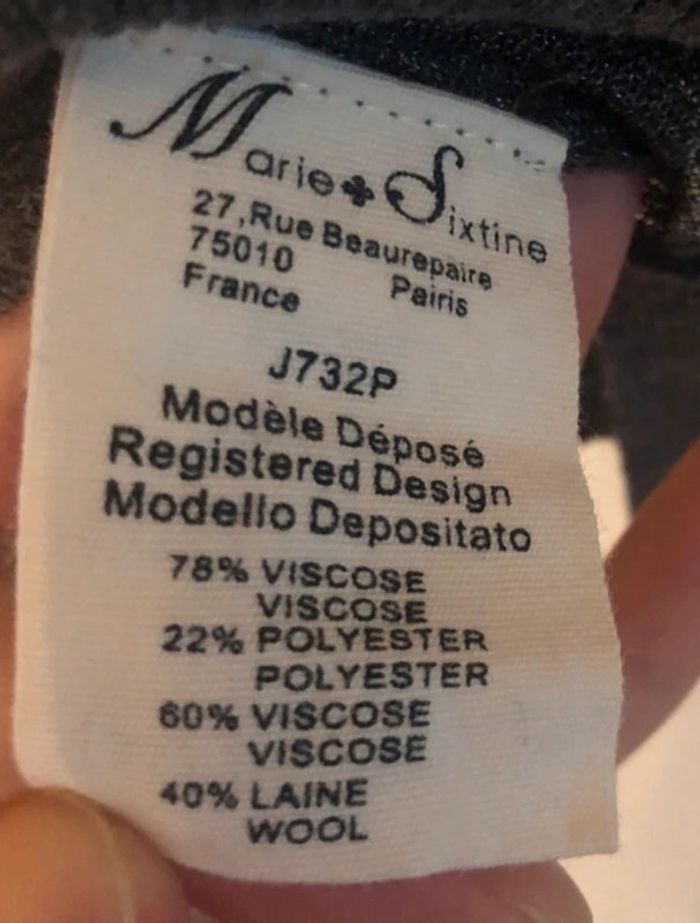 Marie Sixtine
27,Rue Beaurepaire
75010 Pairis
France
J732P
Modèle Déposé
Registered Design
Modello Depositato
78% VISCOSE
VISCOSE
22% POLYESTER
POLYESTER
60% VISCOSE
VISCOSE
40% LAINE
WOOL